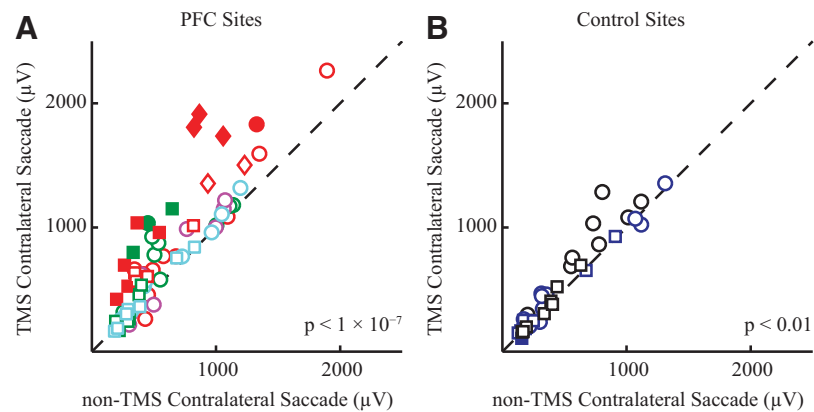 A
PFC Sites
TMS Contralateral Saccade (µV)
2000
1000
p < 1 × 10⁻⁷
1000
2000
non-TMS Contralateral Saccade (µV)
B
Control Sites
TMS Contralateral Saccade (µV)
2000
1000
p < 0.01
1000
2000
non-TMS Contralateral Saccade (µV)